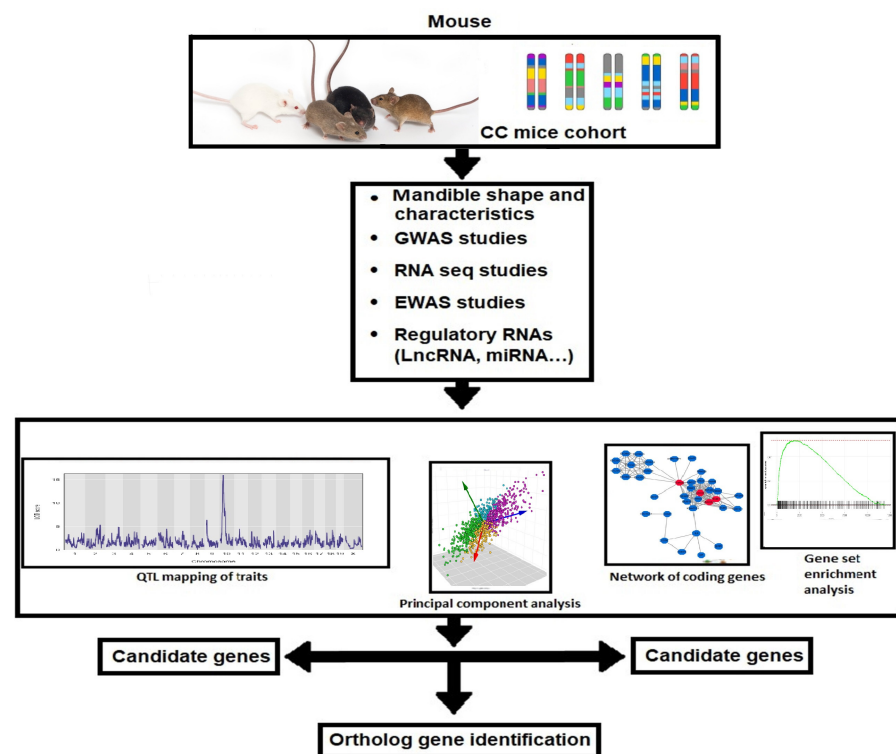 Mouse
CC mice cohort
• Mandible shape and
characteristics
• GWAS studies
• RNA seq studies
• EWAS studies
• Regulatory RNAs
(LncRNA, miRNA...)
Chromosome
QTL mapping of traits
Principal component analysis
Network of coding genes
Gene set
enrichment
analysis
Candidate genes
Candidate genes
Ortholog gene identification